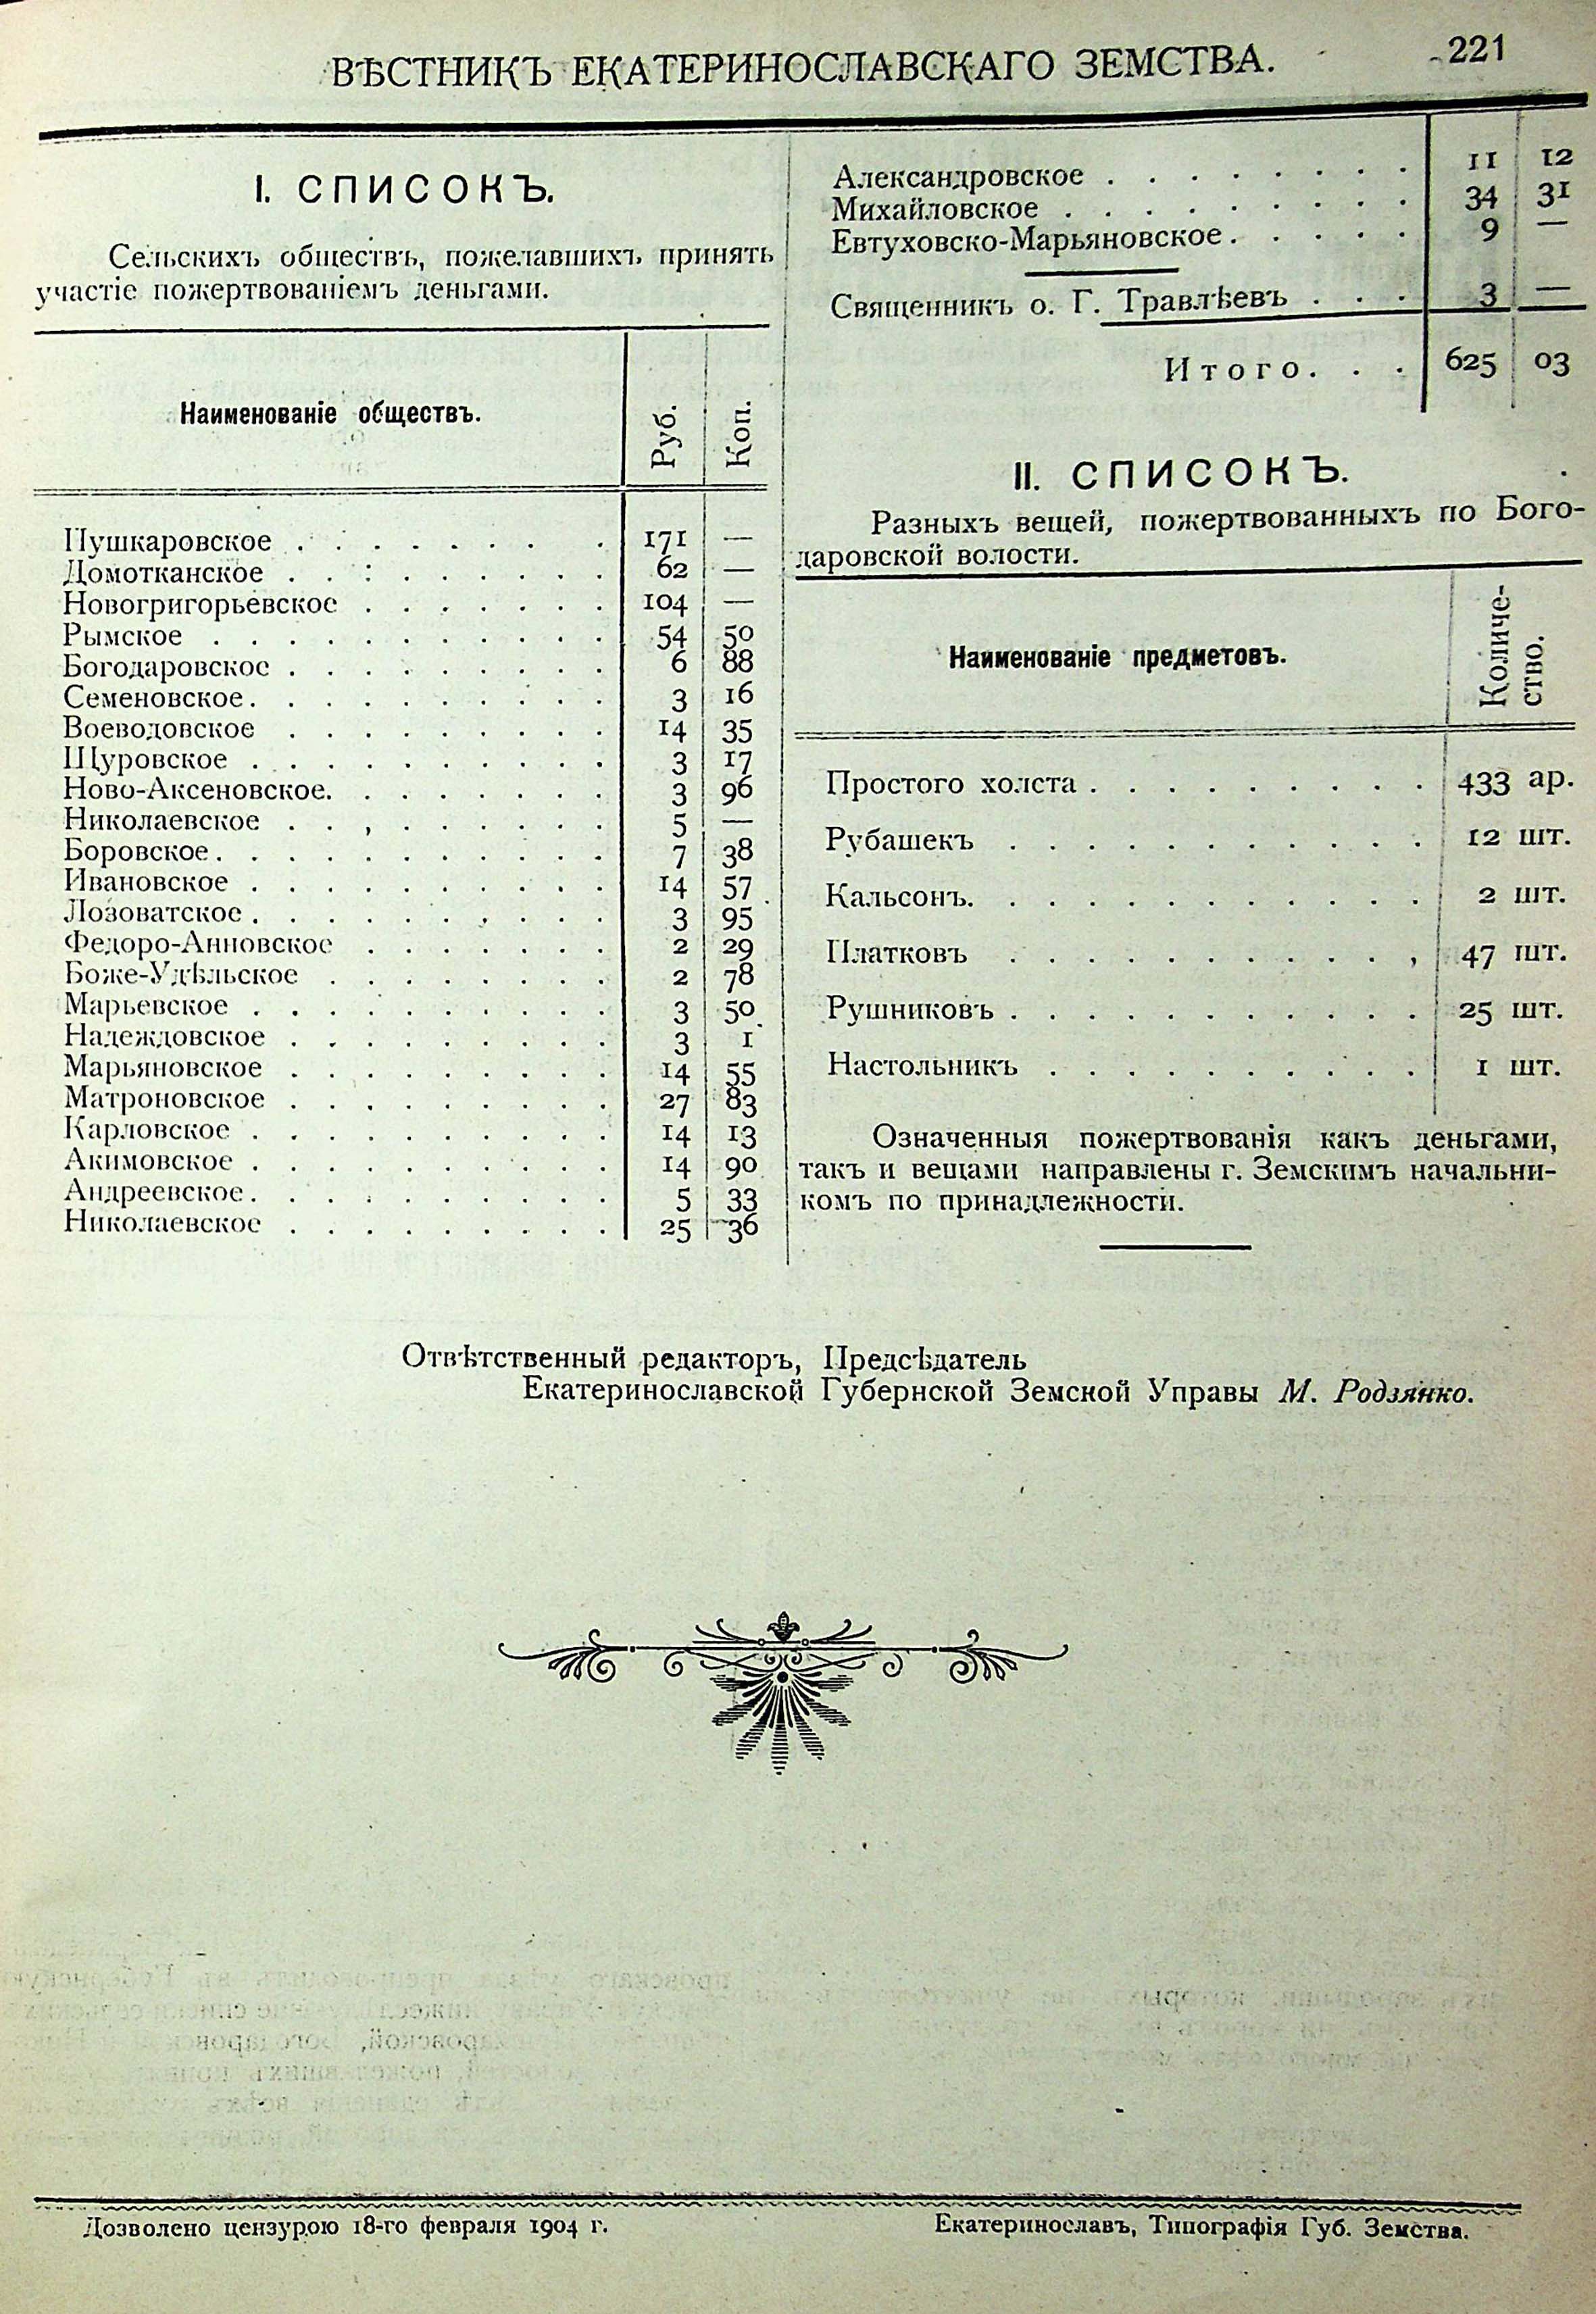 ВѢСТНИКЪ ЕКАТЕРИНОСЛАВСКАГО ЗЕМСТВА. 221
I. СПИСОКЪ.
Сельскихъ обществъ, пожелавшихъ принять
участіе пожертвованіемъ деньгами.
Наименованіе обществъ. Руб. Коп.
Пушкаровское . . . . . . . . 171 —
Домотканское . . . . . . . . . 62 —
Новогригорьевское . . . . . . . 104 —
Рымское . . . . . . . . . . . 54 50
Богодаровское . . . . . . . . . 6 88
Семеновское. . . . . . . . . . 3 16
Воеводовское . . . . . . . . . 14 35
Щуровское . . . . . . . . . . 3 17
Ново-Аксеновское. . . . . . . . 3 96
Николаевское . . , . . . . . . 5 —
Боровское. . . . . . . . . . . 7 38
Ивановское . . . . . . . . . . 14 57
Лозоватское . . . . . . . . . . 3 95
Федоро-Анновское . . . . . . . 2 29
Боже-Удѣльское . . . . . . . . 2 78
Марьевское . . . . . . . . . . 3 50
Надеждовское . . . . . . . . . 3 1
Марьяновское . . . . . . . . . 14 55
Матроновское . . . . . . . . . 27 83
Карловское . . . . . . . . . . 14 13
Акимовское . . . . . . . . . . 14 90
Андреевское. . . . . . . . . . 5 33
Николаевское . . . . . . . . . 25 36
Александровское . . . . . . . . 11 12
Михайловское . . . . . . . . . 34 31
Евтуховско-Марьяновское. . . . . 9 —
Священникъ о. Г. Травлѣевъ . . . 3 —
Итого. . . 625 03
II. СПИСОКЪ.
Разныхъ вещей, пожертвованныхъ по Бого-
даровской волости.
Наименованіе предметовъ. Количе-
ство.
Простого холста . . . . . . . . . 433 ар.
Рубашекъ . . . . . . . . . . . 12 шт.
Кальсонъ. . . . . . . . . . . . 2 шт.
Платковъ . . . . . . . . . . , 47 шт.
Рушниковъ . . . . . . . . . . . 25 шт.
Настольникъ . . . . . . . . . . 1 шт.
Означенныя пожертвованія какъ деньгами,
такъ и вещами направлены г. Земскимъ начальни-
комъ по принадлежности.
Отвѣтственный редакторъ, Предсѣдатель
Екатеринославской Губернской Земской Управы М. Родзянко.
Дозволено цензурою 18-го февраля 1904 г. Екатеринославъ, Типографія Губ. Земства.